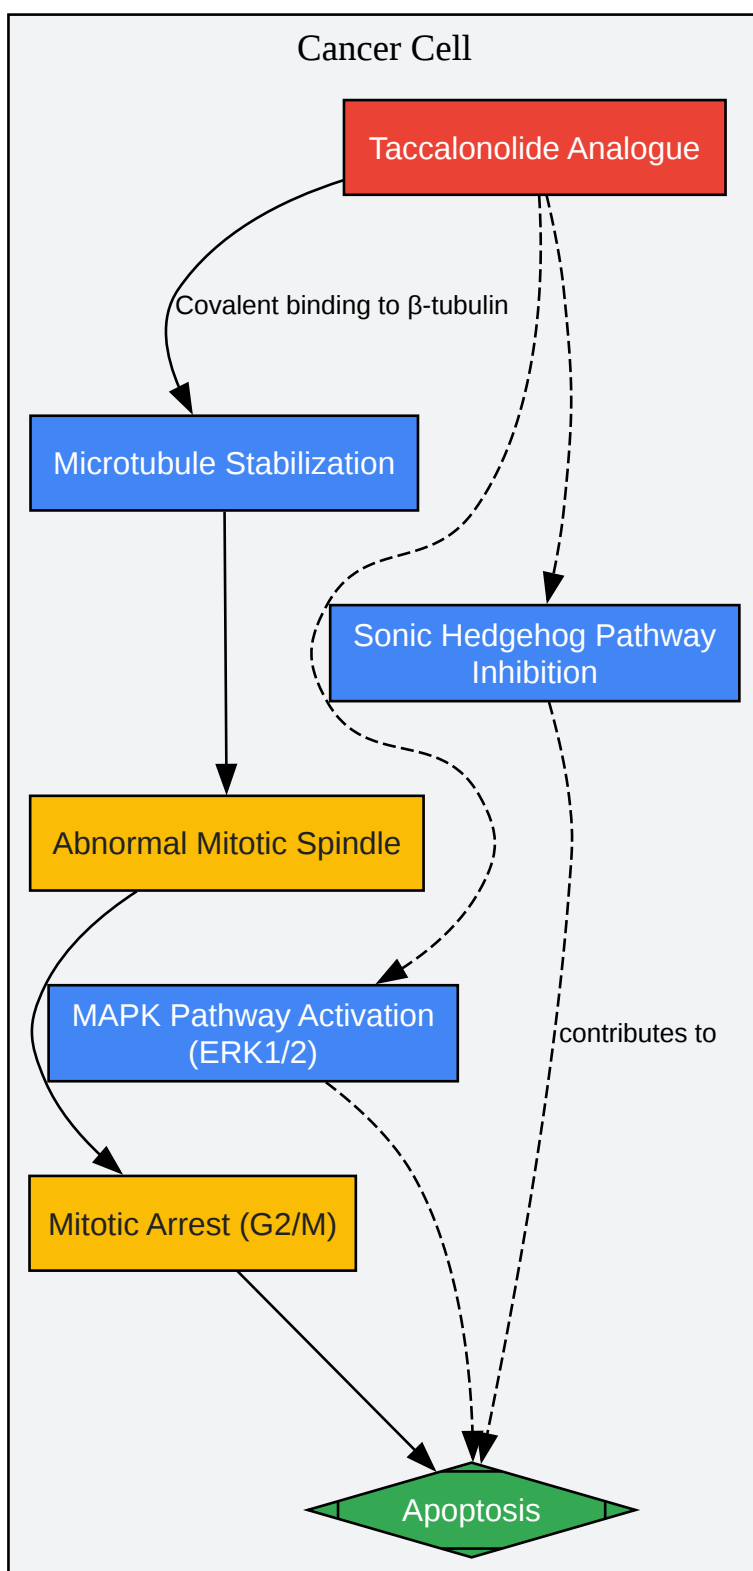 Cancer Cell
Taccalonolide Analogue
Covalent binding to β-tubulin
Microtubule Stabilization
Sonic Hedgehog Pathway
Inhibition
Abnormal Mitotic Spindle
MAPK Pathway Activation
(ERK1/2)
contributes to
Mitotic Arrest (G2/M)
Apoptosis